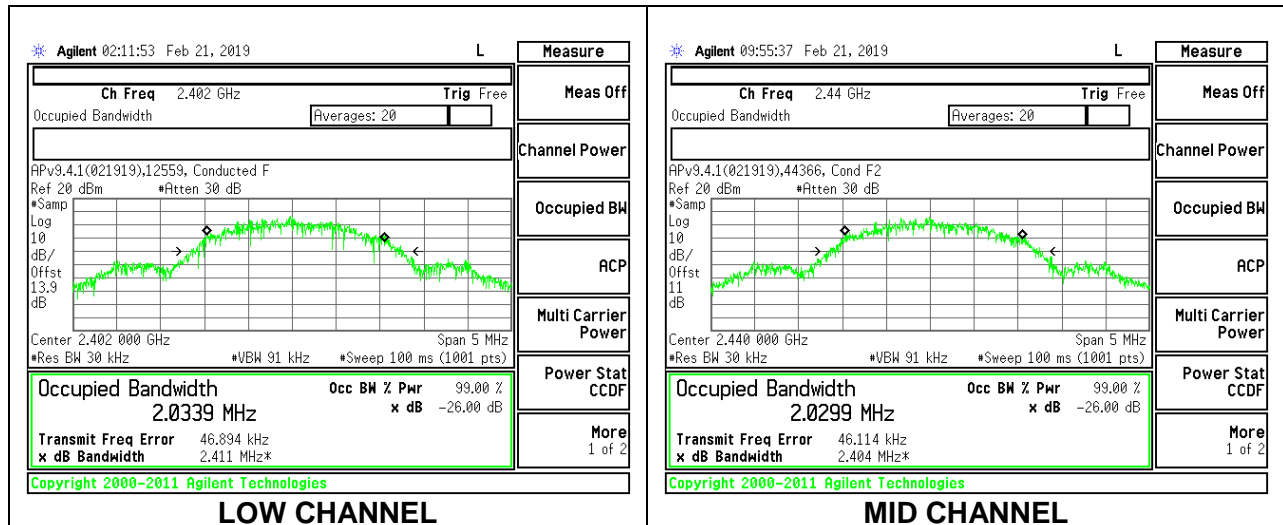 Agilent 02:11:53 Feb 21, 2019 L Measure
Ch Freq 2.402 GHz Trig Free
Occupied Bandwidth Averages: 20
APv9.4.1(021919),12559, Conducted F
Ref 20 dBm #Atten 30 dB
#Samp
Log
10
dB/
Offst
13.9
dB
Center 2.402 000 GHz Span 5 MHz
#Res BW 30 kHz #VBW 91 kHz #Sweep 100 ms (1001 pts)
Occupied Bandwidth Occ BW % Pwr 99.00 %
2.0339 MHz x dB -26.00 dB
Transmit Freq Error 46.894 kHz
x dB Bandwidth 2.411 MHz*
Copyright 2000-2011 Agilent Technologies
Meas Off
Channel Power
Occupied BW
ACP
Multi Carrier
Power
Power Stat
CCDF
More
1 of 2
LOW CHANNEL
Agilent 09:55:37 Feb 21, 2019 L Measure
Ch Freq 2.44 GHz Trig Free
Occupied Bandwidth Averages: 20
APv9.4.1(021919),44366, Cond F2
Ref 20 dBm #Atten 30 dB
#Samp
Log
10
dB/
Offst
11
dB
Center 2.440 000 GHz Span 5 MHz
#Res BW 30 kHz #VBW 91 kHz #Sweep 100 ms (1001 pts)
Occupied Bandwidth Occ BW % Pwr 99.00 %
2.0299 MHz x dB -26.00 dB
Transmit Freq Error 46.114 kHz
x dB Bandwidth 2.404 MHz*
Copyright 2000-2011 Agilent Technologies
Meas Off
Channel Power
Occupied BW
ACP
Multi Carrier
Power
Power Stat
CCDF
More
1 of 2
MID CHANNEL